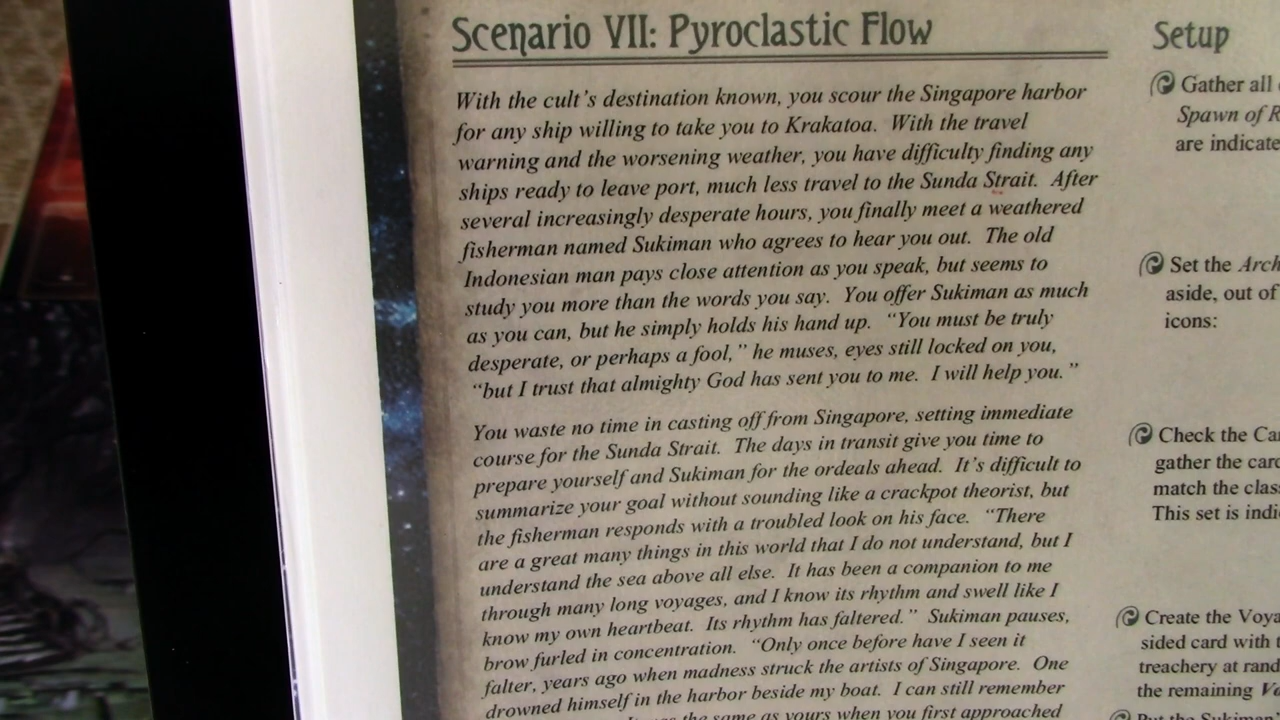 Scenario VII: Pyroclastic Flow
With the cult's destination known, you scour the Singapore harbor
for any ship willing to take you to Krakatoa. With the travel
warning and the worsening weather, you have difficulty finding any
ships ready to leave port, much less travel to the Sunda Strait. After
several increasingly desperate hours, you finally meet a weathered
fisherman named Sukiman who agrees to hear you out. The old
Indonesian man pays close attention as you speak, but seems to
study you more than the words you say. You offer Sukiman as much
as you can, but he simply holds his hand up. "You must be truly
desperate, or perhaps a fool," he muses, eyes still locked on you,
"but I trust that almighty God has sent you to me. I will help you."
You waste no time in casting off from Singapore, setting immediate
course for the Sunda Strait. The days in transit give you time to
prepare yourself and Sukiman for the ordeals ahead. It's difficult to
summarize your goal without sounding like a crackpot theorist, but
the fisherman responds with a troubled look on his face. "There
are a great many things in this world that I do not understand, but I
understand the sea above all else. It has been a companion to me
through many long voyages, and I know its rhythm and swell like I
know my own heartbeat. Its rhythm has faltered." Sukiman pauses,
brow furled in concentration. "Only once before have I seen it
falter, years ago when madness struck the artists of Singapore. One
drowned himself in the harbor beside my boat. I can still remember
the same as yours when you first approached
Setup
Gather all
Spawn of
are
Set the
aside, out of
icons:
Check the
gather the
match the
This set is
Create the
sided card with
treachery at
the remaining
Put the